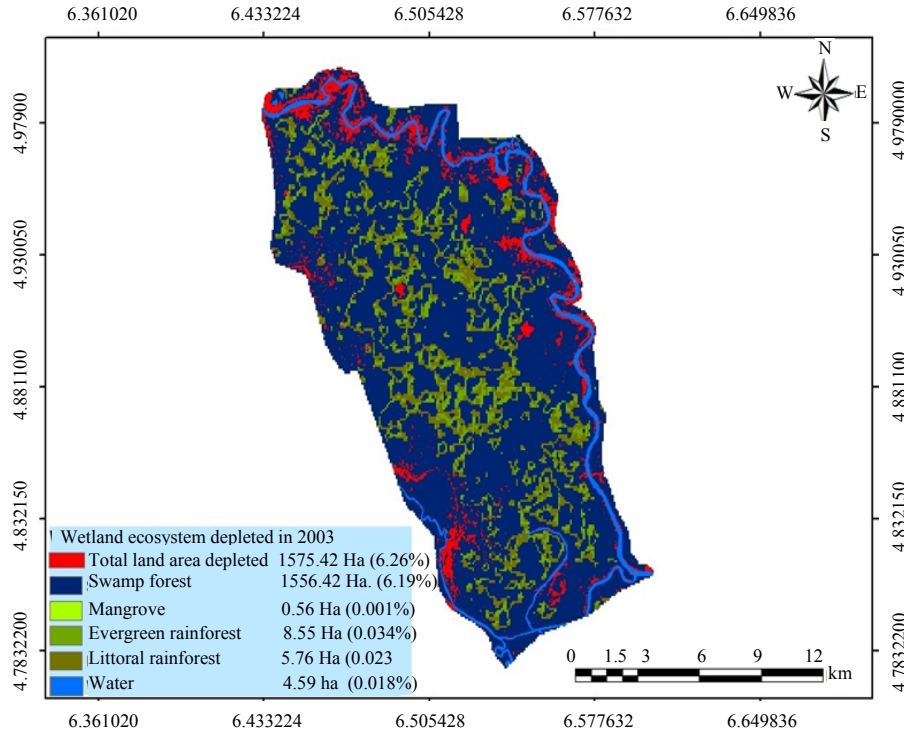 6.361020 6.433224 6.505428 6.577632 6.649836
N
W E
S
4.97900 4.9790000
4.930050 4.930050
4.881100 4.881100
4.832150 4.832150
4.7832200 4.7832200
Wetland ecosystem depleted in 2003
Total land area depleted 1575.42 Ha (6.26%)
Swamp forest 1556.42 Ha. (6.19%)
Mangrove 0.56 Ha (0.001%)
Evergreen rainforest 8.55 Ha (0.034%)
Littoral rainforest 5.76 Ha (0.023
Water 4.59 ha (0.018%)
0 1.5 3 6 9 12
km
6.361020 6.433224 6.505428 6.577632 6.649836